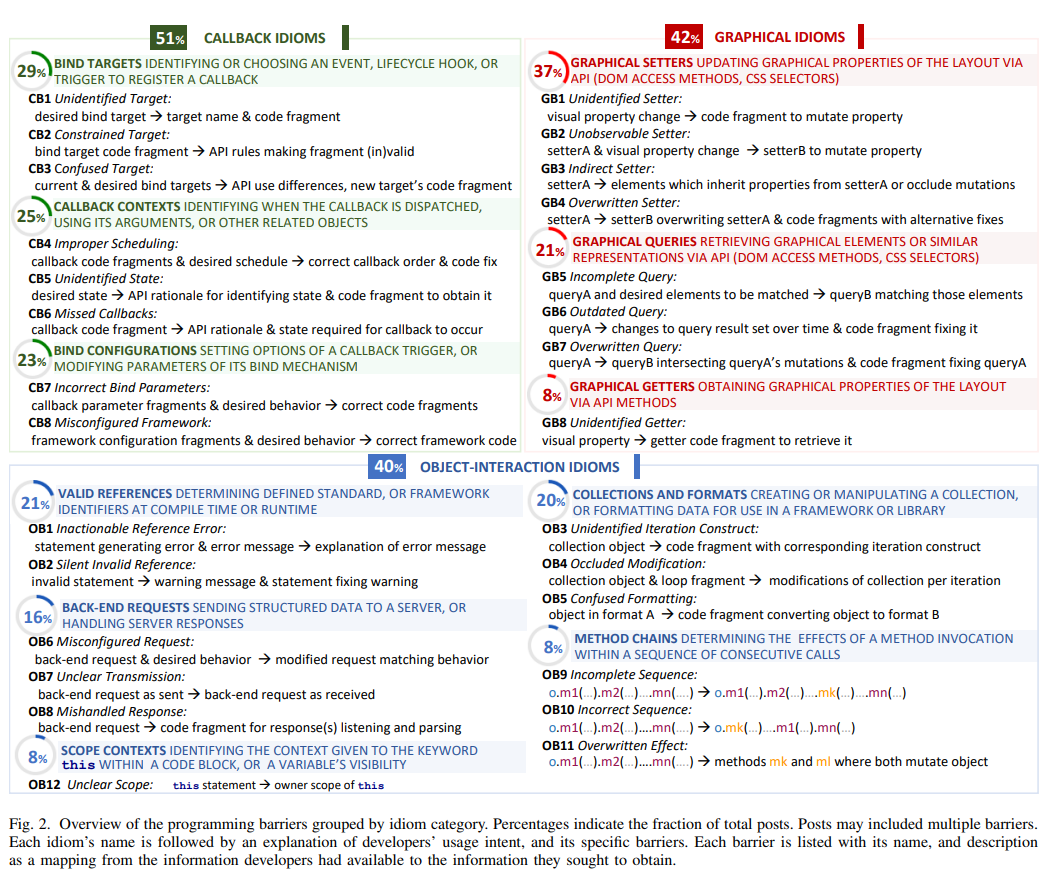 51% CALLBACK IDIOMS
29% BIND TARGETS IDENTIFYING OR CHOOSING AN EVENT, LIFECYCLE HOOK, OR
TRIGGER TO REGISTER A CALLBACK
CB1 Unidentified Target:
desired bind target → target name & code fragment
CB2 Constrained Target:
bind target code fragment → API rules making fragment (in)valid
CB3 Confused Target:
current & desired bind targets → API use differences, new target's code fragment
25% CALLBACK CONTEXTS IDENTIFYING WHEN THE CALLBACK IS DISPATCHED,
USING ITS ARGUMENTS, OR OTHER RELATED OBJECTS
CB4 Improper Scheduling:
callback code fragments & desired schedule → correct callback order & code fix
CB5 Unidentified State:
desired state → API rationale for identifying state & code fragment to obtain it
CB6 Missed Callbacks:
callback code fragment → API rationale & state required for callback to occur
23% BIND CONFIGURATIONS SETTING OPTIONS OF A CALLBACK TRIGGER, OR
MODIFYING PARAMETERS OF ITS BIND MECHANISM
CB7 Incorrect Bind Parameters:
callback parameter fragments & desired behavior → correct code fragments
CB8 Misconfigured Framework:
framework configuration fragments & desired behavior → correct framework code
42% GRAPHICAL IDIOMS
37% GRAPHICAL SETTERS UPDATING GRAPHICAL PROPERTIES OF THE LAYOUT VIA
API (DOM ACCESS METHODS, CSS SELECTORS)
GB1 Unidentified Setter:
visual property change → code fragment to mutate property
GB2 Unobservable Setter:
setterA & visual property change → setterB to mutate property
GB3 Indirect Setter:
setterA → elements which inherit properties from setterA or occlude mutations
GB4 Overwritten Setter:
setterA → setterB overwriting setterA & code fragments with alternative fixes
21% GRAPHICAL QUERIES RETRIEVING GRAPHICAL ELEMENTS OR SIMILAR
REPRESENTATIONS VIA API (DOM ACCESS METHODS, CSS SELECTORS)
GB5 Incomplete Query:
queryA and desired elements to be matched → queryB matching those elements
GB6 Outdated Query:
queryA → changes to query result set over time & code fragment fixing it
GB7 Overwritten Query:
queryA → queryB intersecting queryA's mutations & code fragment fixing queryA
8% GRAPHICAL GETTERS OBTAINING GRAPHICAL PROPERTIES OF THE LAYOUT
VIA API METHODS
GB8 Unidentified Getter:
visual property → getter code fragment to retrieve it
40% OBJECT-INTERACTION IDIOMS
21% VALID REFERENCES DETERMINING DEFINED STANDARD, OR FRAMEWORK
IDENTIFIERS AT COMPILE TIME OR RUNTIME
OB1 Inactionable Reference Error:
statement generating error & error message → explanation of error message
OB2 Silent Invalid Reference:
invalid statement → warning message & statement fixing warning
16% BACK-END REQUESTS SENDING STRUCTURED DATA TO A SERVER, OR
HANDLING SERVER RESPONSES
OB6 Misconfigured Request:
back-end request & desired behavior → modified request matching behavior
OB7 Unclear Transmission:
back-end request as sent → back-end request as received
OB8 Mishandled Response:
back-end request → code fragment for response(s) listening and parsing
8% SCOPE CONTEXTS IDENTIFYING THE CONTEXT GIVEN TO THE KEYWORD
this WITHIN A CODE BLOCK, OR A VARIABLE'S VISIBILITY
OB12 Unclear Scope: this statement → owner scope of this
20% COLLECTIONS AND FORMATS CREATING OR MANIPULATING A COLLECTION,
OR FORMATTING DATA FOR USE IN A FRAMEWORK OR LIBRARY
OB3 Unidentified Iteration Construct:
collection object → code fragment with corresponding iteration construct
OB4 Occluded Modification:
collection object & loop fragment → modifications of collection per iteration
OB5 Confused Formatting:
object in format A → code fragment converting object to format B
8% METHOD CHAINS DETERMINING THE EFFECTS OF A METHOD INVOCATION
WITHIN A SEQUENCE OF CONSECUTIVE CALLS
OB9 Incomplete Sequence:
o.m1(...).m2(...)....mn(....) → o.m1(...).m2(...)....mk(...)....mn(...)
OB10 Incorrect Sequence:
o.m1(...).m2(...)....mn(....) → o.mk(...)....m1(...).mn(...)
OB11 Overwritten Effect:
o.m1(...).m2(...)....mn(....) → methods mk and ml where both mutate object
Fig. 2. Overview of the programming barriers grouped by idiom category. Percentages indicate the fraction of total posts. Posts may included multiple barriers.
Each idiom's name is followed by an explanation of developers' usage intent, and its specific barriers. Each barrier is listed with its name, and description
as a mapping from the information developers had available to the information they sought to obtain.